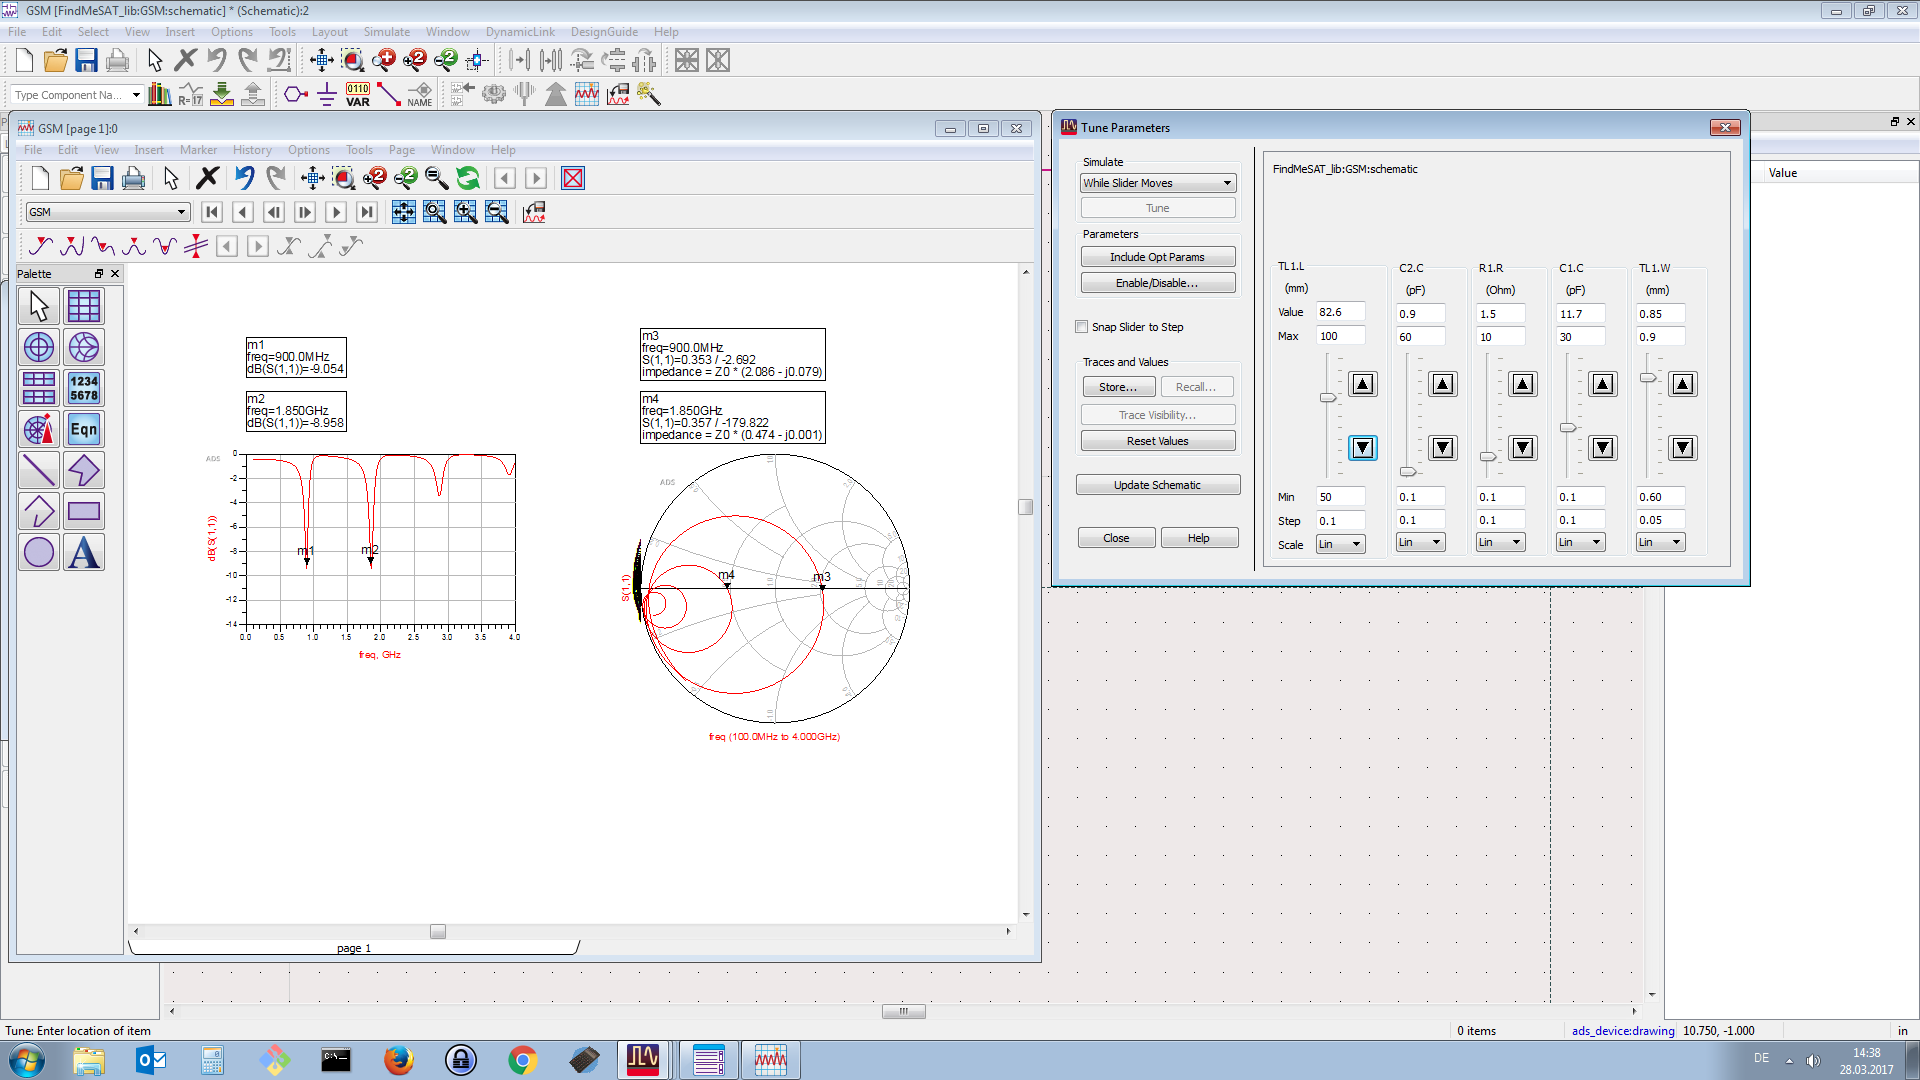 GSM [FindMeSAT_lib:GSM:schematic] * (Schematic):2
File Edit Select View Insert Options Tools Layout Simulate Window DynamicLink DesignGuide Help
Type Component Na...
R=17
0110
VAR
NAME
GSM [page 1]:0
File Edit View Insert Marker History Options Tools Page Window Help
GSM
Palette
1234
5678
Eqn
A
m1
freq=900.0MHz
dB(S(1,1))=-9.054
m2
freq=1.850GHz
dB(S(1,1))=-8.958
m3
freq=900.0MHz
S(1,1)=0.353 / -2.692
impedance = Z0 * (2.086 - j0.079)
m4
freq=1.850GHz
S(1,1)=0.357 / -179.822
impedance = Z0 * (0.474 - j0.001)
ADS
0
-2
-4
-6
-8
-10
-12
-14
dB(S(1,1))
m1
m2
0.0 0.5 1.0 1.5 2.0 2.5 3.0 3.5 4.0
freq, GHz
ADS
S(1,1)
m4
m3
freq (100.0MHz to 4.000GHz)
page 1
Tune Parameters
Simulate
While Slider Moves
Tune
Parameters
Include Opt Params
Enable/Disable...
Snap Slider to Step
Traces and Values
Store... Recall...
Trace Visibility...
Reset Values
Update Schematic
Close Help
FindMeSAT_lib:GSM:schematic
TL1.L C2.C R1.R C1.C TL1.W
(mm) (pF) (Ohm) (pF) (mm)
Value 82.6 0.9 1.5 11.7 0.85
Max 100 60 10 30 0.9
Min 50 0.1 0.1 0.1 0.60
Step 0.1 0.1 0.1 0.1 0.05
Scale Lin Lin Lin Lin Lin
Value
Tune: Enter location of item
0 items
ads_device:drawing
10.750, -1.000
in
DE
14:38
28.03.2017